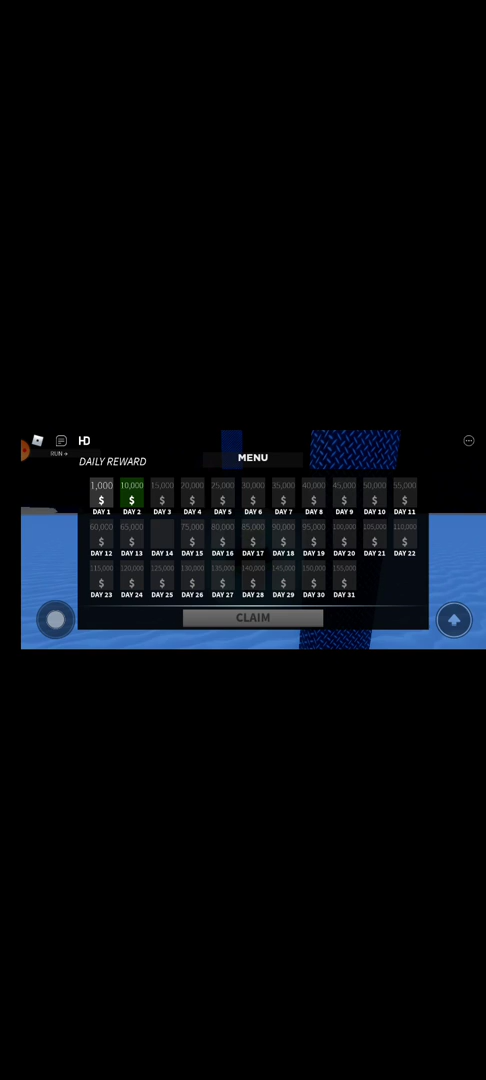 HD
RUN +
MENU
DAILY REWARD
1,000 10,000 15,000 20,000 25,000 30,000 35,000 40,000 45,000 50,000 55,000
$ $ $ $ $ $ $ $ $ $ $
DAY 1 DAY 2 DAY 3 DAY 4 DAY 5 DAY 6 DAY 7 DAY 8 DAY 9 DAY 10 DAY 11
60,000 65,000 75,000 80,000 85,000 90,000 95,000 100,000 105,000 110,000
$ $ $ $ $ $ $ $ $ $
DAY 12 DAY 13 DAY 14 DAY 15 DAY 16 DAY 17 DAY 18 DAY 19 DAY 20 DAY 21 DAY 22
115,000 120,000 125,000 130,000 135,000 140,000 145,000 150,000 155,000
$ $ $ $ $ $ $ $ $
DAY 23 DAY 24 DAY 25 DAY 26 DAY 27 DAY 28 DAY 29 DAY 30 DAY 31
CLAIM